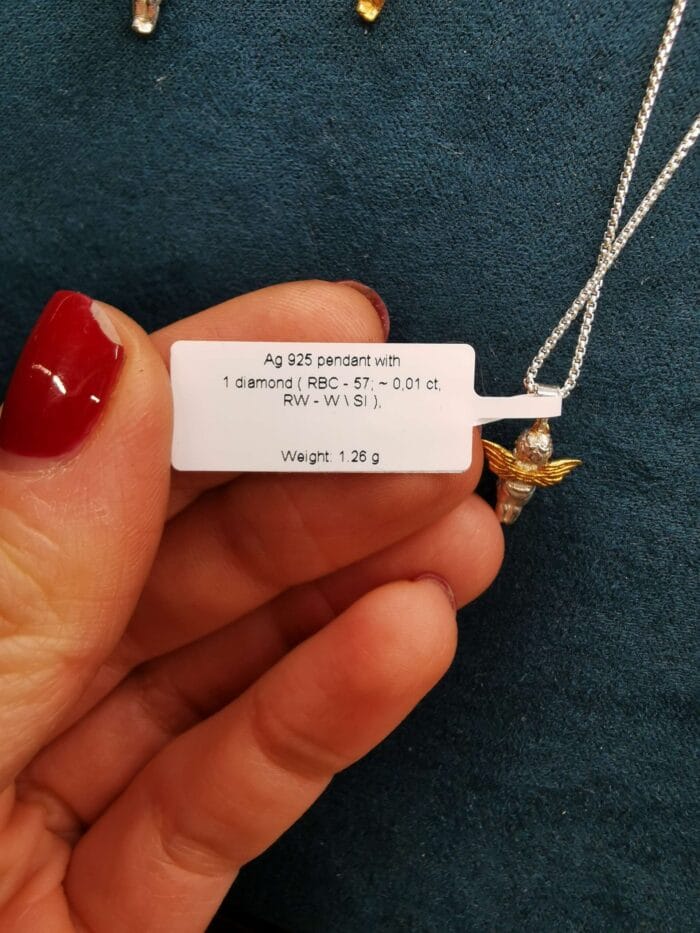 Ag 925 pendant with
1 diamond ( RBC - 57; ~ 0,01 ct,
RW - W \ SI ),
Weight: 1.26 g